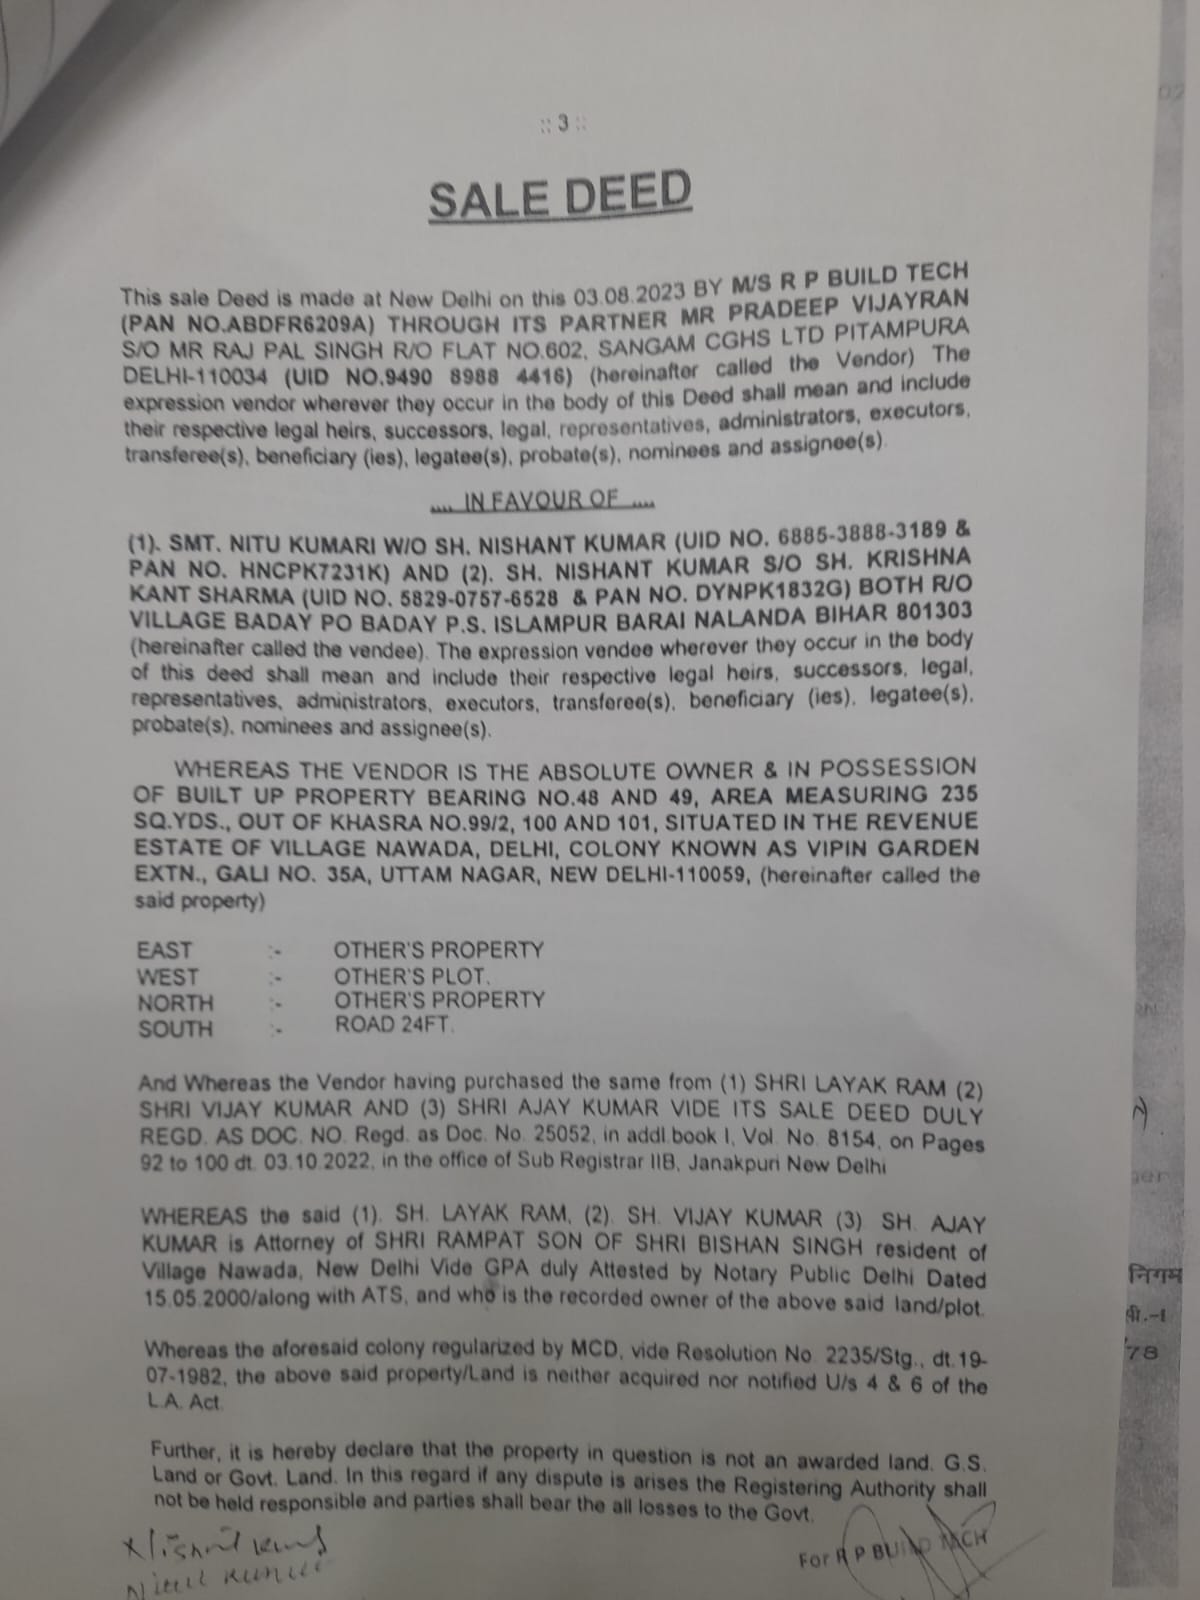 :: 3 ::
SALE DEED
This sale Deed is made at New Delhi on this 03.08.2023 BY M/S R P BUILD TECH
(PAN NO.ABDFR6209A) THROUGH ITS PARTNER MR PRADEEP VIJAYRAN
S/O MR RAJ PAL SINGH R/O FLAT NO.602, SANGAM CGHS LTD PITAMPURA
DELHI-110034 (UID NO.9490 8988 4416) (hereinafter called the Vendor) The
expression vendor wherever they occur in the body of this Deed shall mean and include
their respective legal heirs, successors, legal, representatives, administrators, executors,
transferee(s), beneficiary (ies), legatee(s), probate(s), nominees and assignee(s).
.... IN FAVOUR OF ....
(1). SMT. NITU KUMARI W/O SH. NISHANT KUMAR (UID NO. 6885-3888-3189 &
PAN NO. HNCPK7231K) AND (2). SH. NISHANT KUMAR S/O SH. KRISHNA
KANT SHARMA (UID NO. 5829-0757-6528 & PAN NO. DYNPK1832G) BOTH R/O
VILLAGE BADAY PO BADAY P.S. ISLAMPUR BARAI NALANDA BIHAR 801303
(hereinafter called the vendee). The expression vendee wherever they occur in the body
of this deed shall mean and include their respective legal heirs, successors, legal,
representatives, administrators, executors, transferee(s), beneficiary (ies), legatee(s),
probate(s), nominees and assignee(s).
WHEREAS THE VENDOR IS THE ABSOLUTE OWNER & IN POSSESSION
OF BUILT UP PROPERTY BEARING NO.48 AND 49, AREA MEASURING 235
SQ.YDS., OUT OF KHASRA NO.99/2, 100 AND 101, SITUATED IN THE REVENUE
ESTATE OF VILLAGE NAWADA, DELHI, COLONY KNOWN AS VIPIN GARDEN
EXTN., GALI NO. 35A, UTTAM NAGAR, NEW DELHI-110059, (hereinafter called the
said property)
EAST :- OTHER'S PROPERTY
WEST :- OTHER'S PLOT.
NORTH :- OTHER'S PROPERTY
SOUTH :- ROAD 24FT.
And Whereas the Vendor having purchased the same from (1) SHRI LAYAK RAM (2)
SHRI VIJAY KUMAR AND (3) SHRI AJAY KUMAR VIDE ITS SALE DEED DULY
REGD. AS DOC. NO. Regd. as Doc. No. 25052, in addl.book I, Vol. No. 8154, on Pages
92 to 100 dt. 03.10.2022, in the office of Sub Registrar IIB, Janakpuri New Delhi
WHEREAS the said (1). SH. LAYAK RAM, (2). SH. VIJAY KUMAR (3) SH. AJAY
KUMAR is Attorney of SHRI RAMPAT SON OF SHRI BISHAN SINGH resident of
Village Nawada, New Delhi Vide GPA duly Attested by Notary Public Delhi Dated
15.05.2000/along with ATS, and who is the recorded owner of the above said land/plot.
Whereas the aforesaid colony regularized by MCD, vide Resolution No. 2235/Stg., dt.19-
07-1982, the above said property/Land is neither acquired nor notified U/s 4 & 6 of the
L.A. Act.
Further, it is hereby declare that the property in question is not an awarded land. G.S.
Land or Govt. Land. In this regard if any dispute is arises the Registering Authority shall
not be held responsible and parties shall bear the all losses to the Govt.
For R P BUILD TECH
02
निगम
78